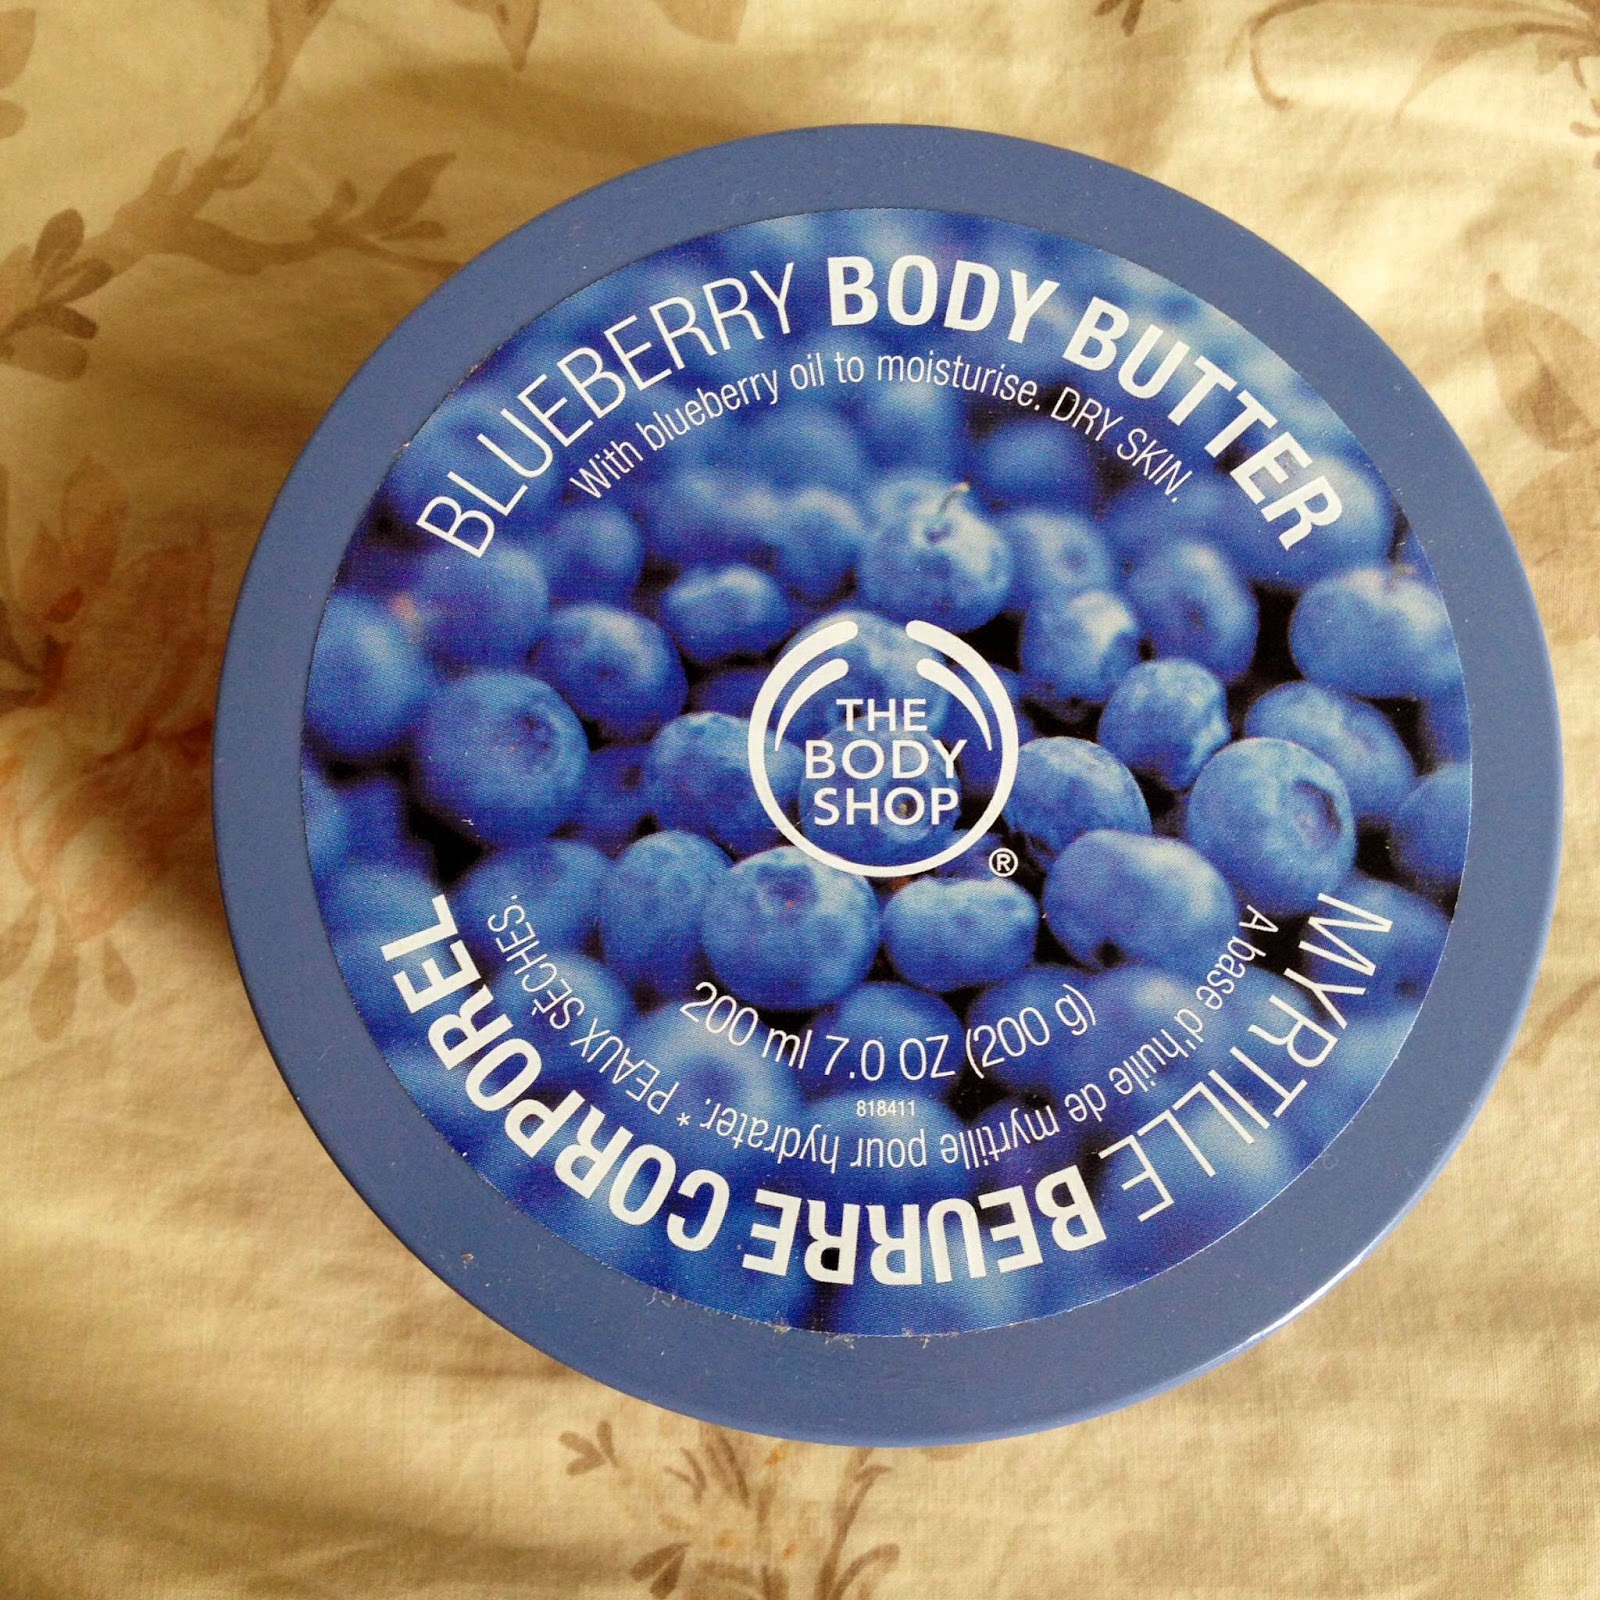 BLUEBERRY BODY BUTTER
With blueberry oil to moisturise. DRY SKIN.
THE
BODY
SHOP
®
200 ml 7.0 OZ (200 g)
818411
MYRTILLE BEURRE CORPOREL
A base d'huile de myrtille pour hydrater.* PEAUX SÈCHES.